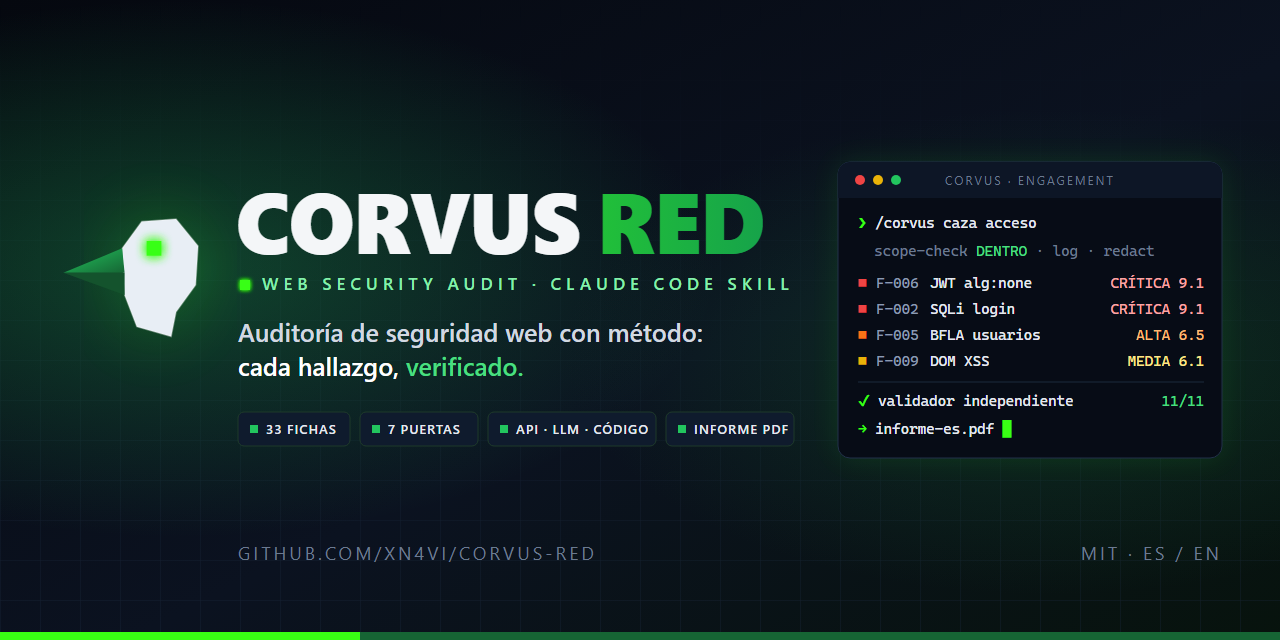 CORVUS RED
WEB SECURITY AUDIT · CLAUDE CODE SKILL
Auditoría de seguridad web con método:
cada hallazgo, verificado.
33 FICHAS
7 PUERTAS
API · LLM · CÓDIGO
INFORME PDF
CORVUS · ENGAGEMENT
❯ /corvus caza acceso
scope-check DENTRO · log · redact
F-006 JWT alg:none CRÍTICA 9.1
F-002 SQLi login CRÍTICA 9.1
F-005 BFLA usuarios ALTA 6.5
F-009 DOM XSS MEDIA 6.1
✓ validador independiente 11/11
→ informe-es.pdf
GITHUB.COM/XN4VI/CORVUS-RED
MIT · ES / EN